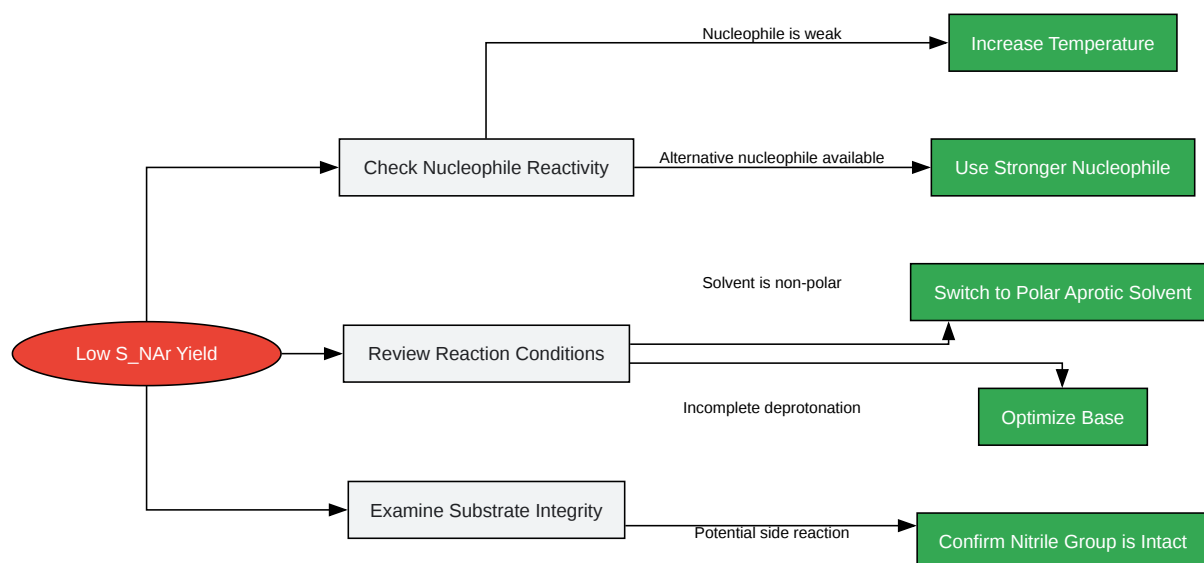 Nucleophile is weak
Increase Temperature
Check Nucleophile Reactivity
Alternative nucleophile available
Use Stronger Nucleophile
Solvent is non-polar
Switch to Polar Aprotic Solvent
Low S_NAr Yield
Review Reaction Conditions
Incomplete deprotonation
Optimize Base
Examine Substrate Integrity
Potential side reaction
Confirm Nitrile Group is Intact